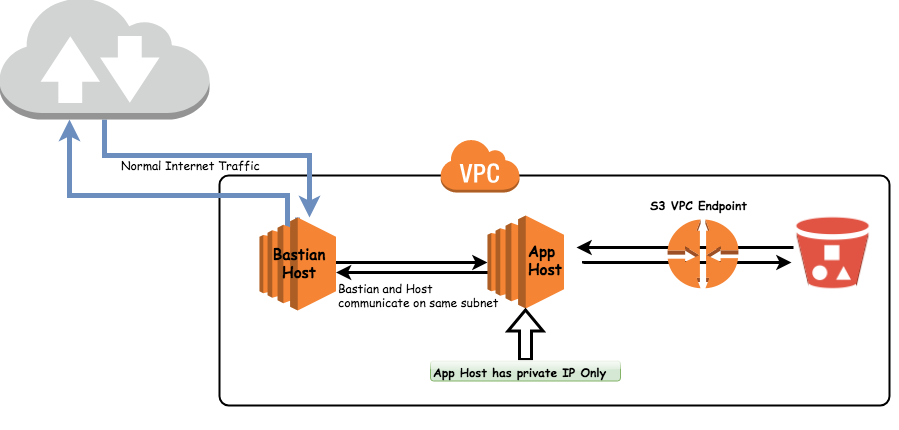 Normal Internet Traffic
VPC
S3 VPC Endpoint
Bastian
Host
App
Host
Bastian and Host
communicate on same subnet
App Host has private IP Only